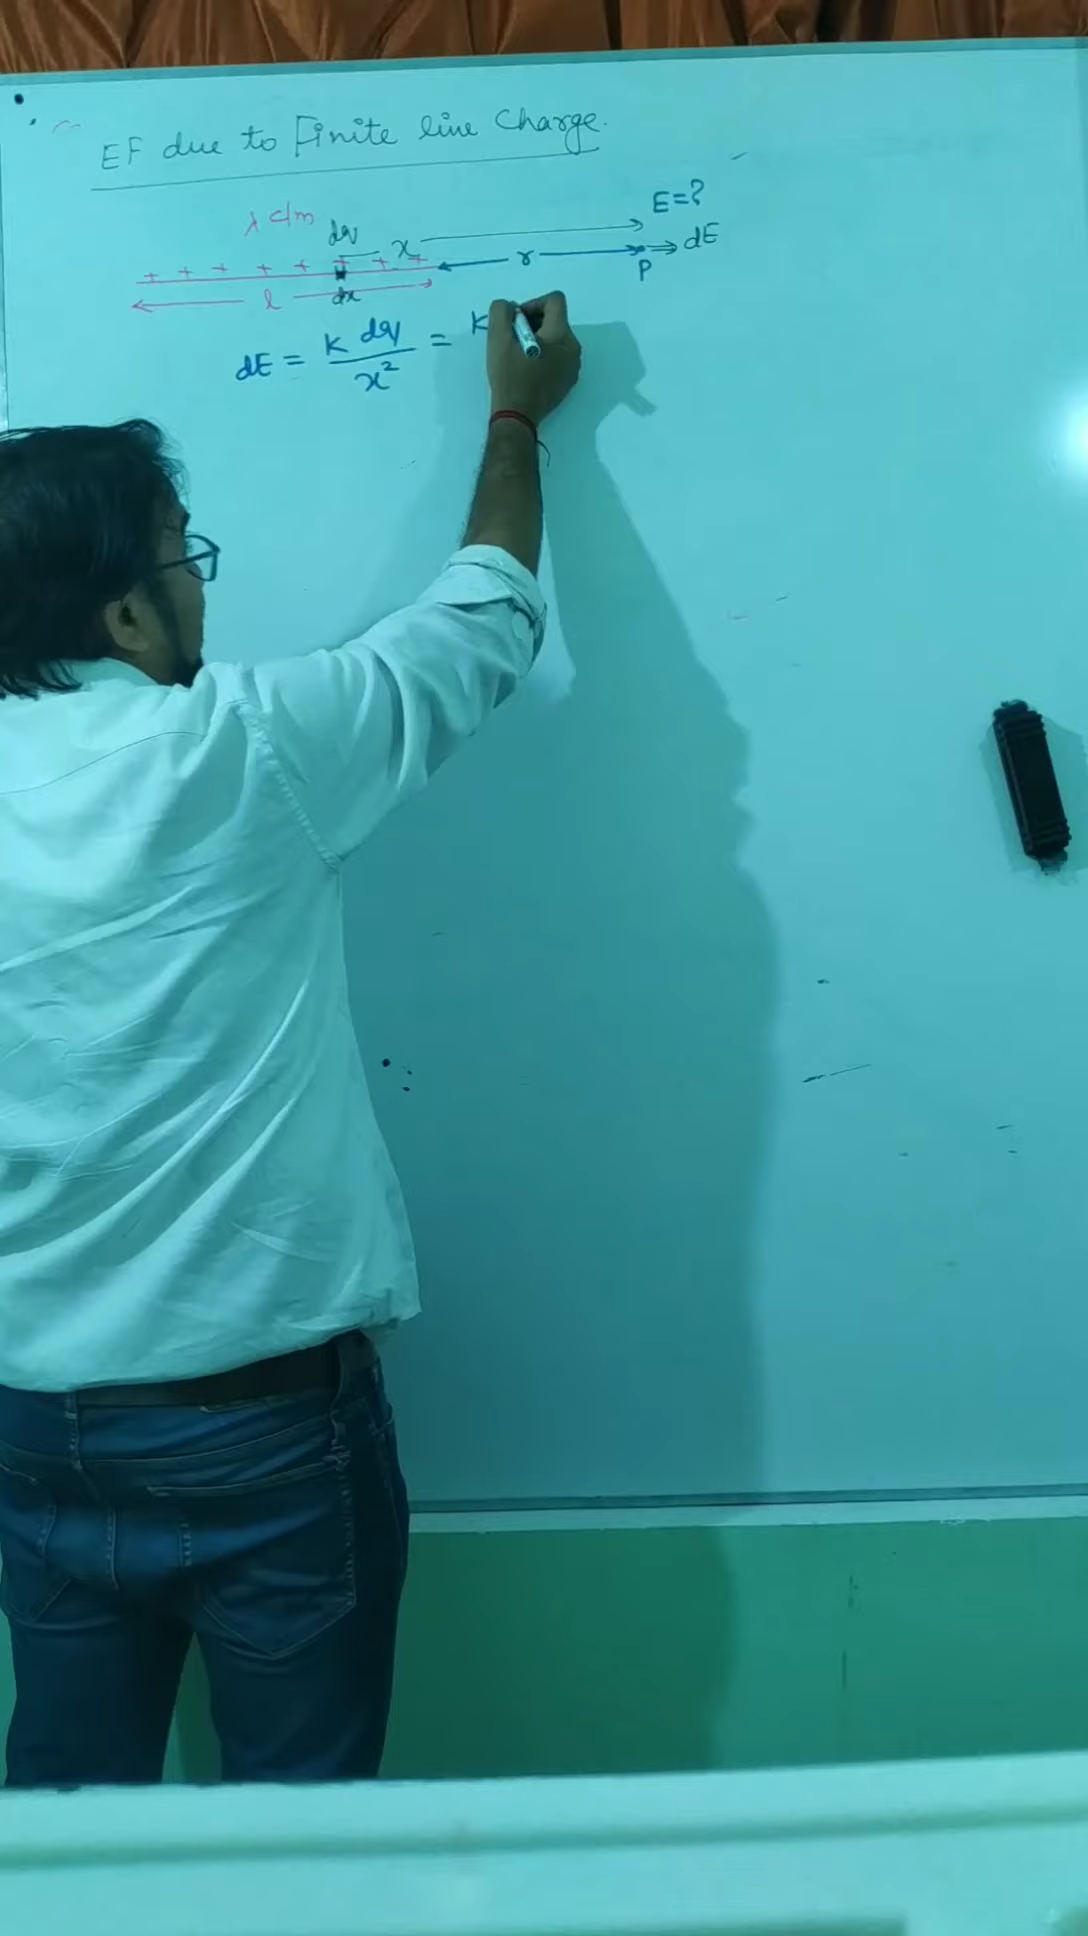 EF due to Finite line Charge.
λ c/m
E=?
dq
x
dE
+ + + + + + + +
r
P
l
dx
dE = K dq / x² = K